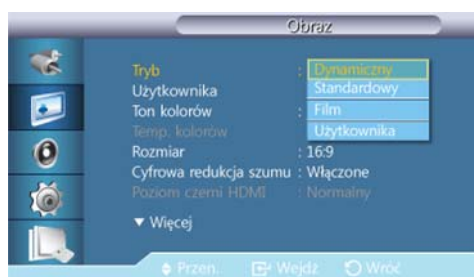 Obraz
Tryb : Dynamiczny
Standardowy
Użytkownika
Ton kolorów : Film
Temp. kolorów Użytkownika
Rozmiar : 16:9
Cyfrowa redukcja szumu : Włączone
Poziom czerni HDMI : Normalny
▼ Więcej
Przen. Wejdź Wróć